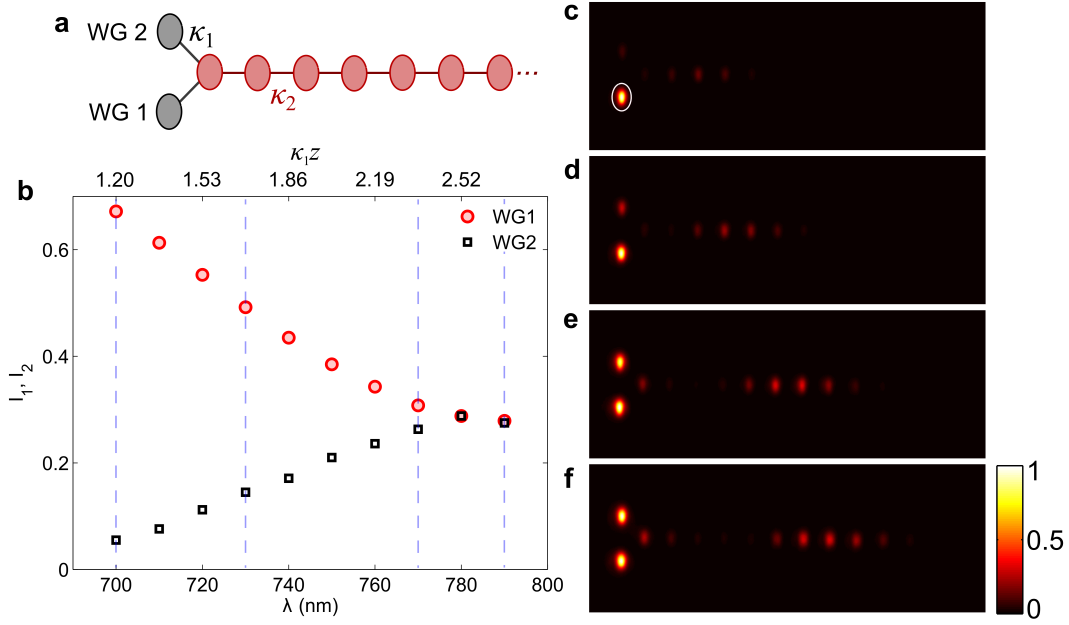 a
WG 2
κ₁
WG 1
κ₂
...
b
κ₁z
1.20 1.53 1.86 2.19 2.52
WG1
WG2
I₁, I₂
0.6
0.4
0.2
0
700 720 740 760 780 800
λ (nm)
c
d
e
f
1
0.5
0